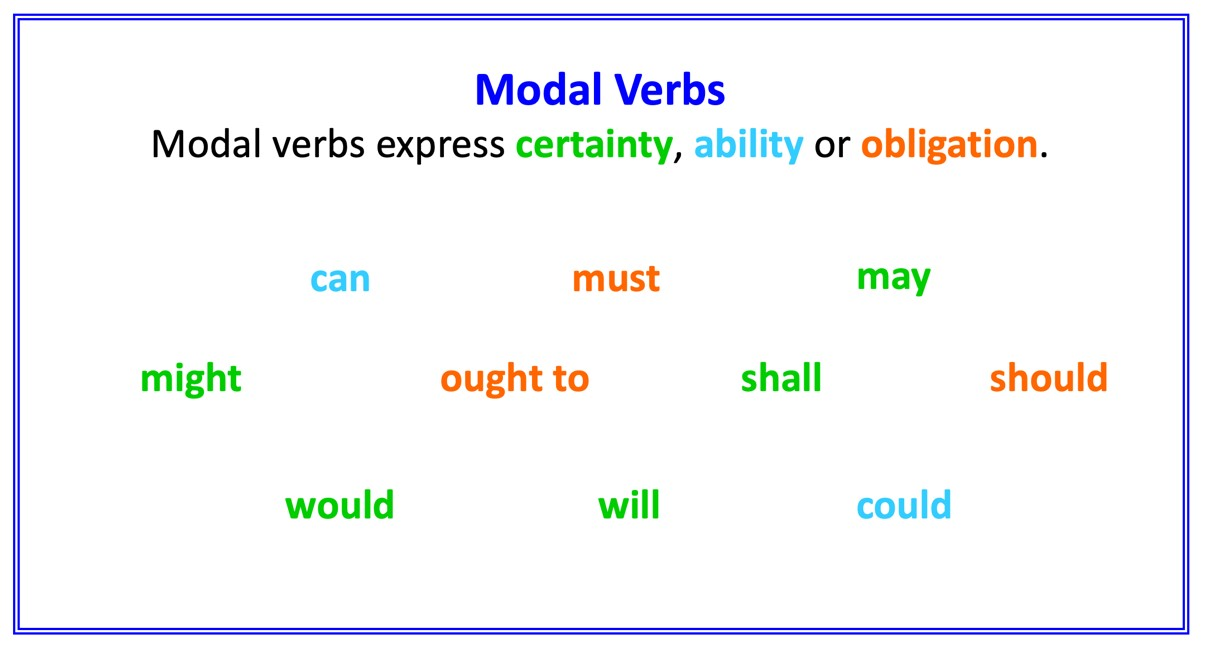 Modal Verbs
Modal verbs express certainty, ability or obligation.
can must may
might ought to shall should
would will could